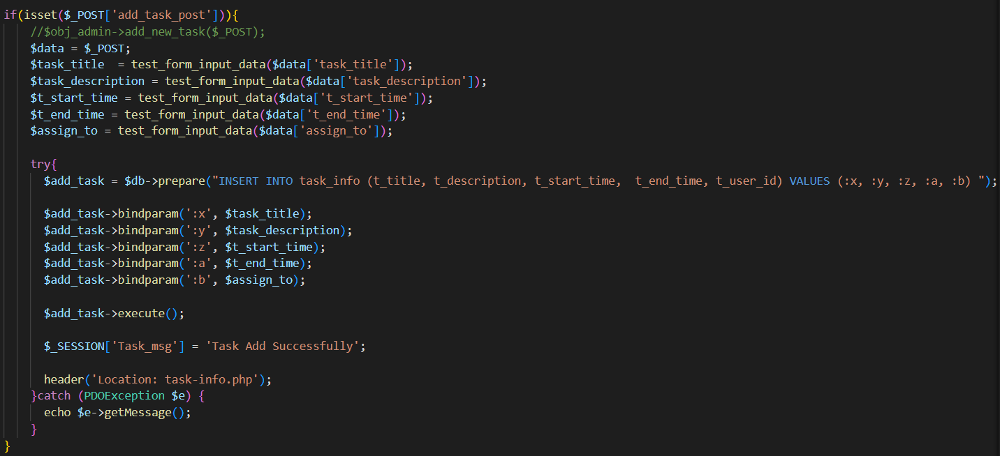 if(isset($_POST['add_task_post'])){
//$obj_admin->add_new_task($_POST);
$data = $_POST;
$task_title  = test_form_input_data($data['task_title']);
$task_description = test_form_input_data($data['task_description']);
$t_start_time = test_form_input_data($data['t_start_time']);
$t_end_time = test_form_input_data($data['t_end_time']);
$assign_to = test_form_input_data($data['assign_to']);
try{
$add_task = $db->prepare("INSERT INTO task_info (t_title, t_description, t_start_time,  t_end_time, t_user_id) VALUES (:x, :y, :z, :a, :b) ");
$add_task->bindparam(':x', $task_title);
$add_task->bindparam(':y', $task_description);
$add_task->bindparam(':z', $t_start_time);
$add_task->bindparam(':a', $t_end_time);
$add_task->bindparam(':b', $assign_to);
$add_task->execute();
$_SESSION['Task_msg'] = 'Task Add Successfully';
header('Location: task-info.php');
}catch (PDOException $e) {
echo $e->getMessage();
}
}